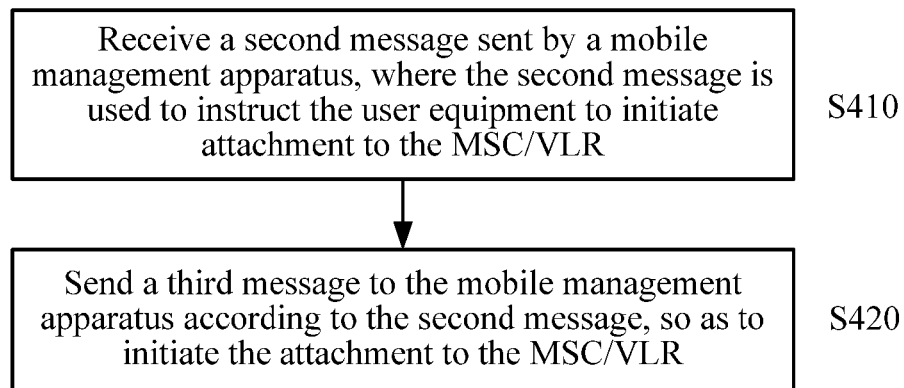 Receive a second message sent by a mobile
management apparatus, where the second message is
used to instruct the user equipment to initiate
attachment to the MSC/VLR
S410
Send a third message to the mobile management
apparatus according to the second message, so as to
initiate the attachment to the MSC/VLR
S420